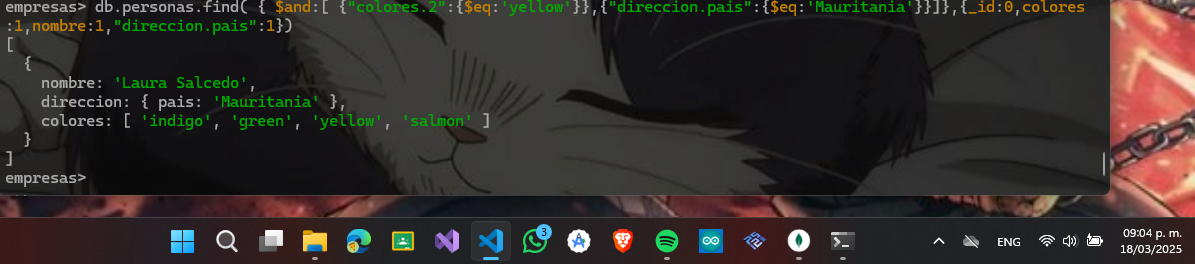 empresas> db.personas.find( { $and:[ {"colores.2":{$eq:'yellow'}},{"direccion.pais":{$eq:'Mauritania'}}]},{_id:0,colores
:1,nombre:1,"direccion.pais":1})
[
  {
    nombre: 'Laura Salcedo',
    direccion: { pais: 'Mauritania' },
    colores: [ 'indigo', 'green', 'yellow', 'salmon' ]
  }
]
empresas>
3
ENG
09:04 p. m.
18/03/2025